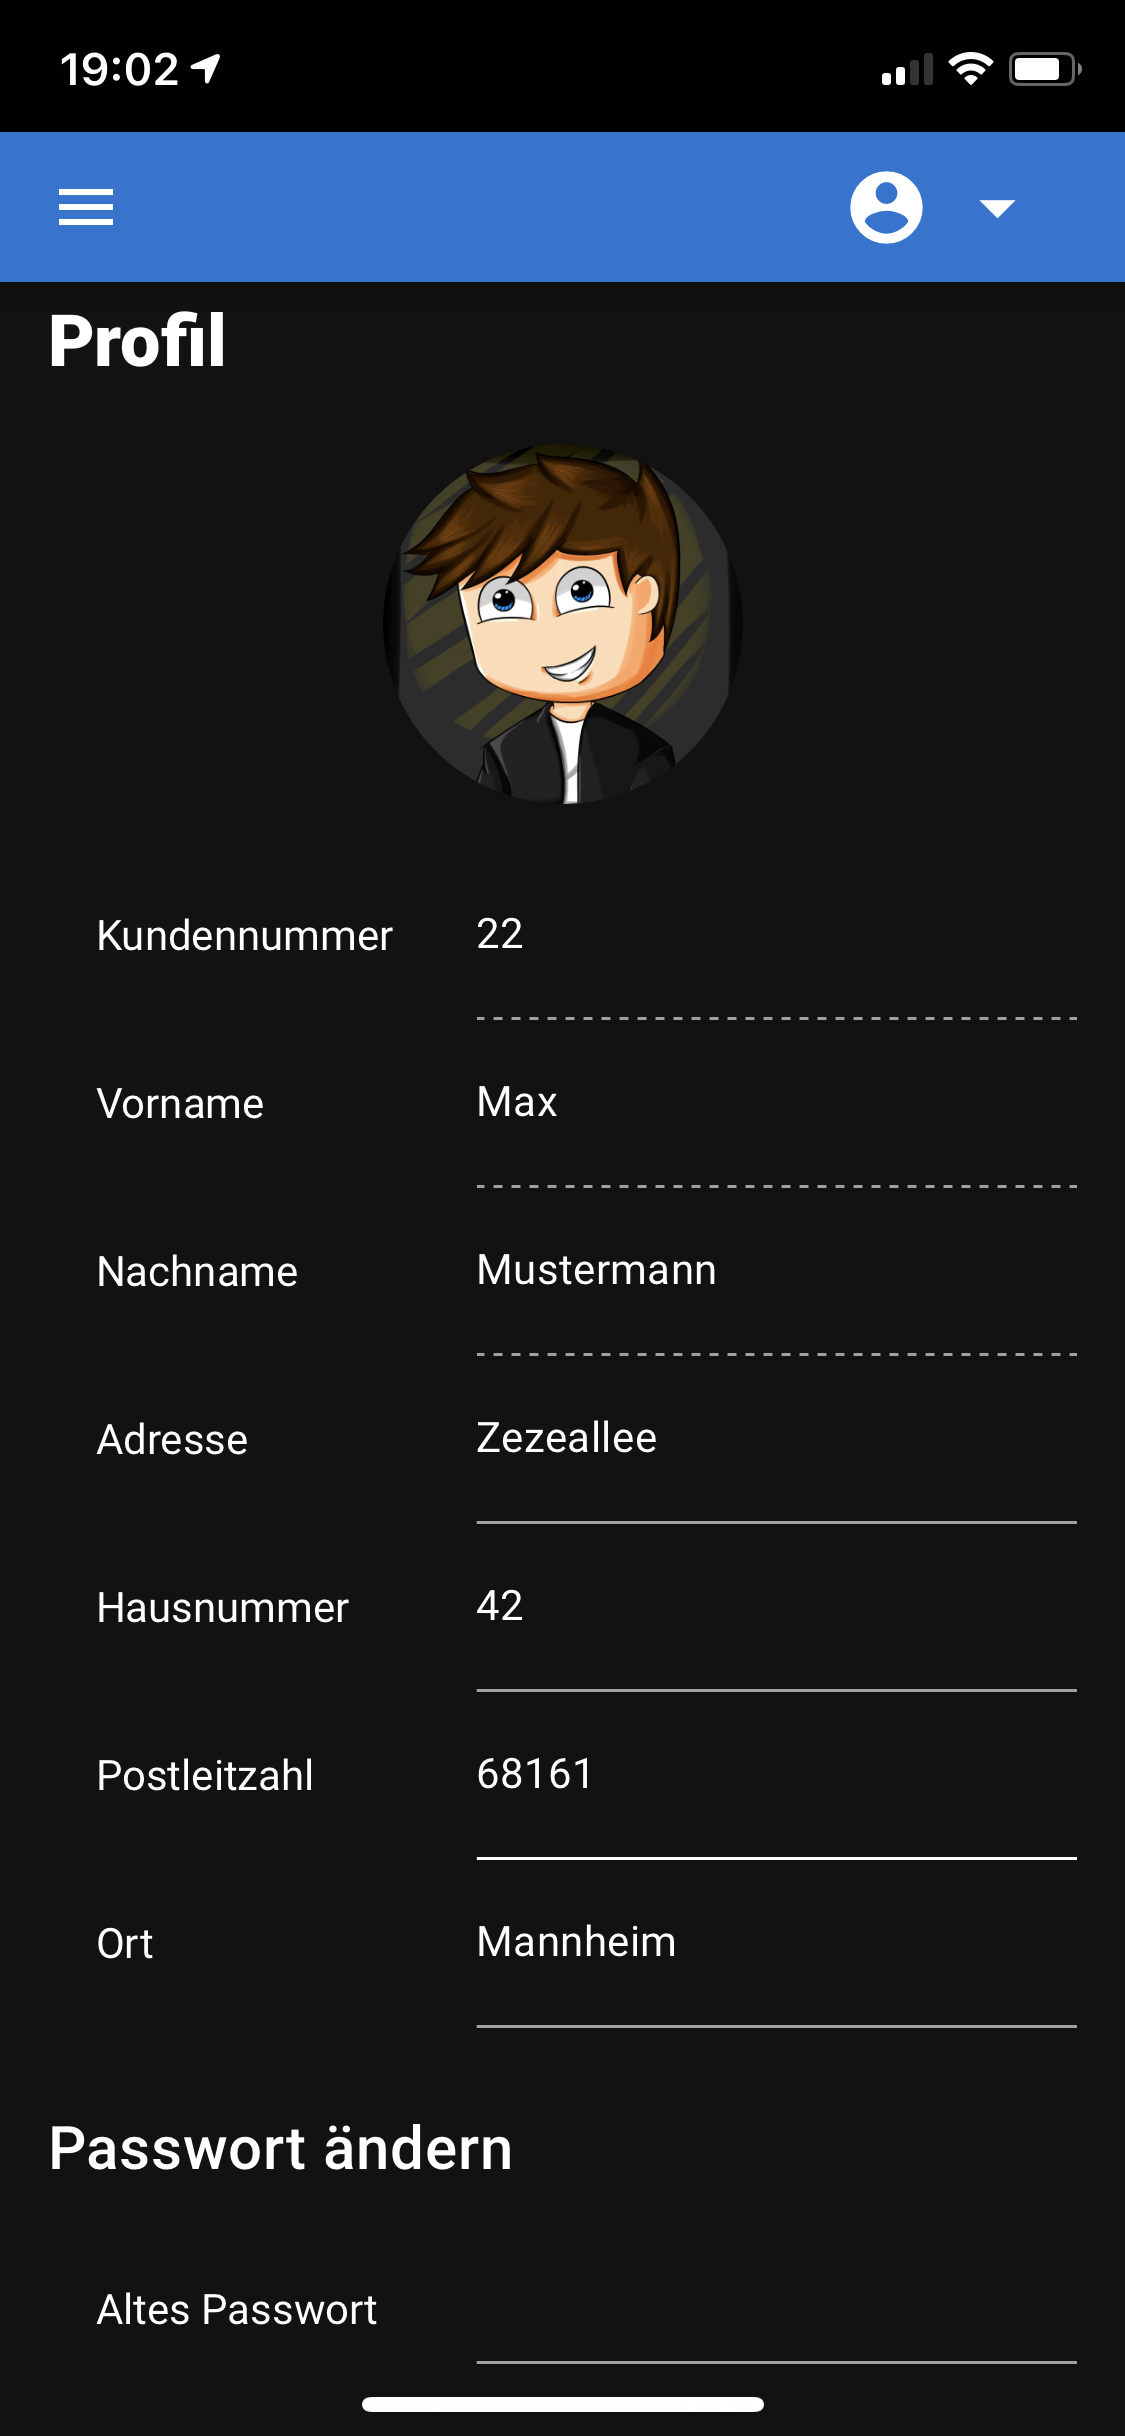 19:02
Profil
Kundennummer 22
Vorname Max
Nachname Mustermann
Adresse Zezeallee
Hausnummer 42
Postleitzahl 68161
Ort Mannheim
Passwort ändern
Altes Passwort